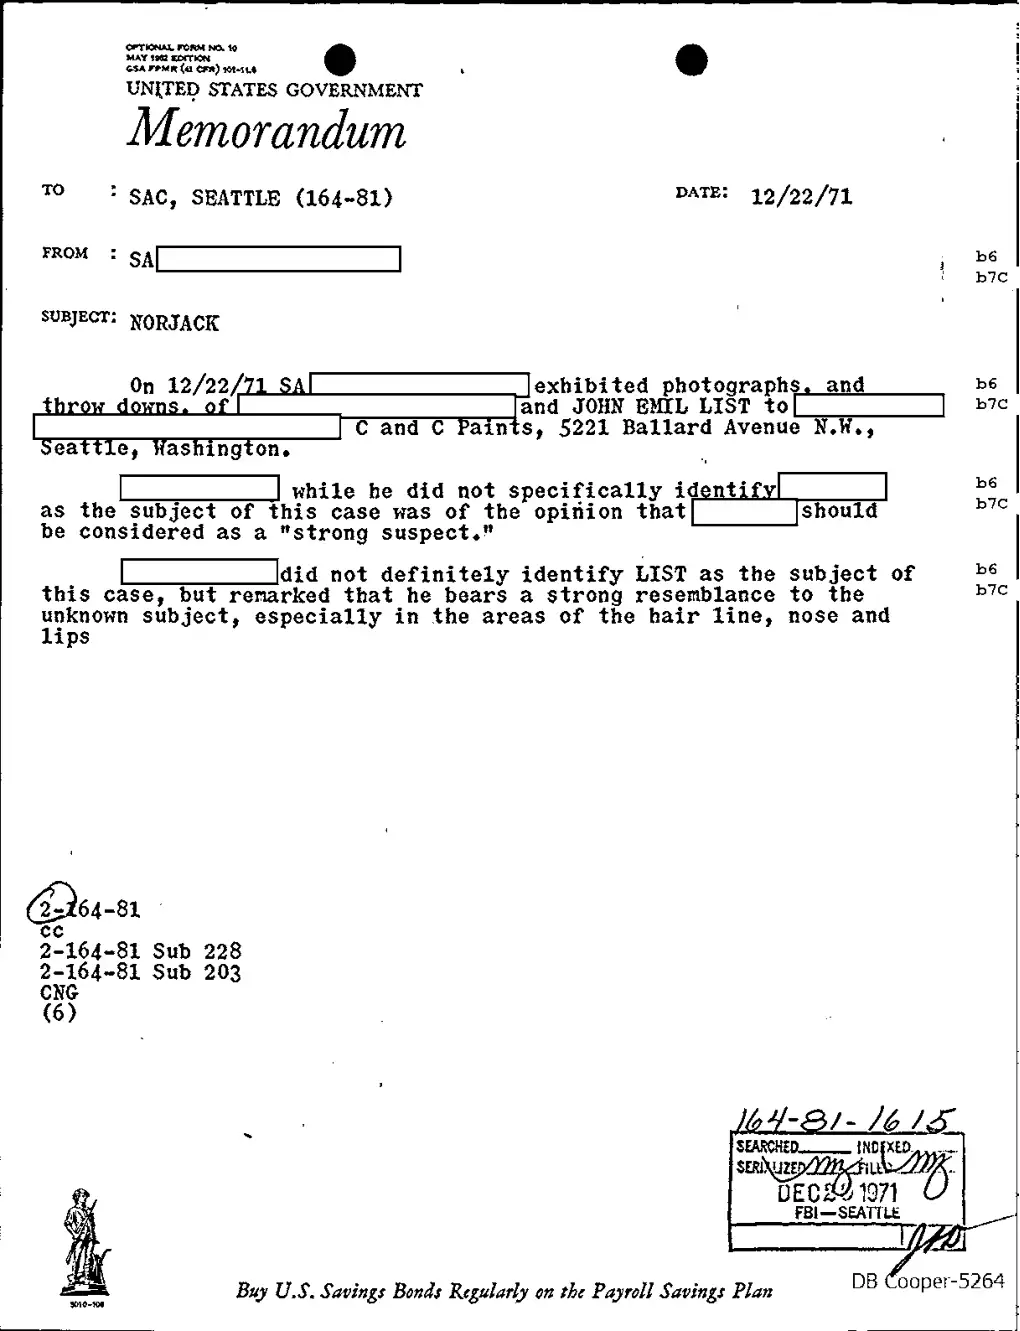 OPTIONAL FORM NO. 10
MAY 1962 EDITION
GSA FPMR (41 CFR) 101-11.6
UNITED STATES GOVERNMENT
Memorandum
TO : SAC, SEATTLE (164-81) DATE: 12/22/71
FROM : SA b6
b7C
SUBJECT: NORJACK
On 12/22/71 SA exhibited photographs, and b6
throw downs, of and JOHN EMIL LIST to b7C
C and C Paints, 5221 Ballard Avenue N.W.,
Seattle, Washington.
while he did not specifically identify b6
as the subject of this case was of the opinion that should b7C
be considered as a "strong suspect."
did not definitely identify LIST as the subject of b6
this case, but remarked that he bears a strong resemblance to the b7C
unknown subject, especially in the areas of the hair line, nose and
lips
2-164-81
cc
2-164-81 Sub 228
2-164-81 Sub 203
CNG
(6)
164-81-1615
SEARCHED INDEXED
SERIALIZED FILED
DEC 1971
FBI—SEATTLE
5010-108
Buy U.S. Savings Bonds Regularly on the Payroll Savings Plan
DB Cooper-5264